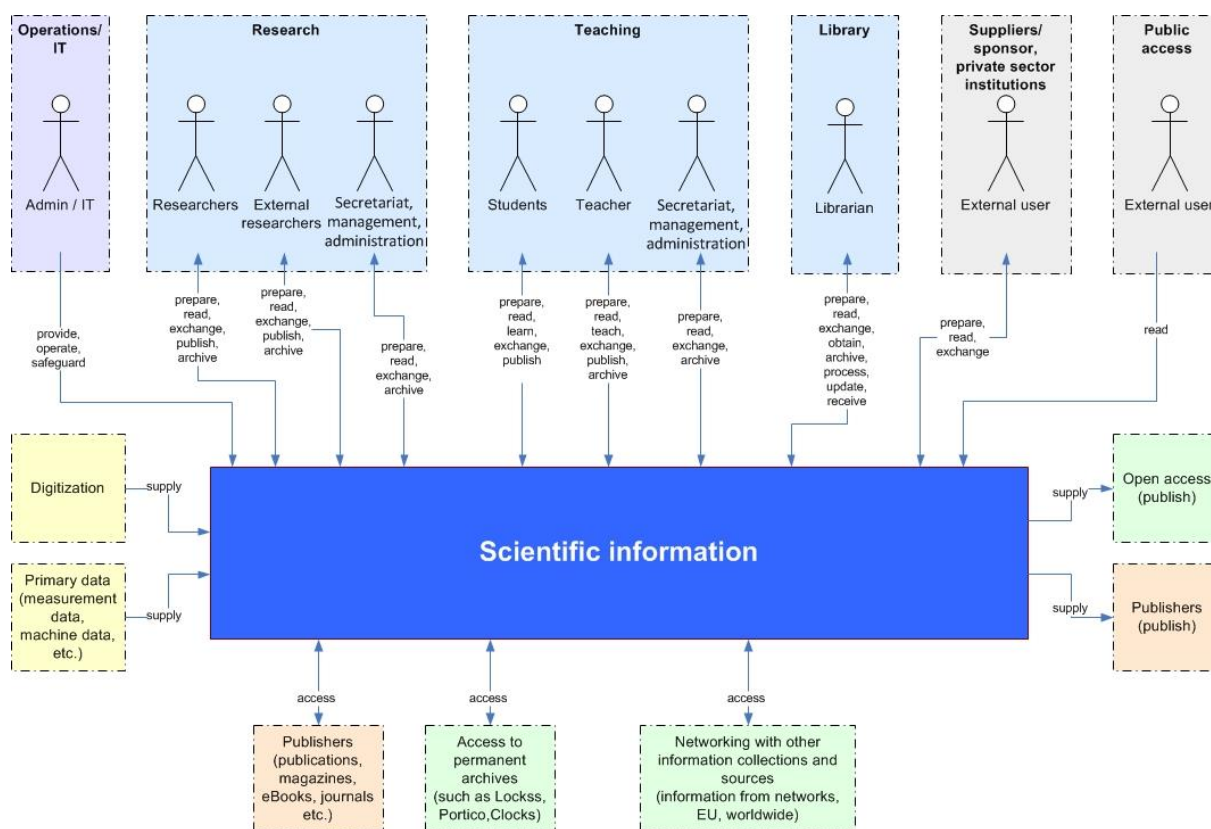 Operations/
IT
Research
Teaching
Library
Suppliers/
sponsor,
private sector
institutions
Public
access
Admin / IT
Researchers
External
researchers
Secretariat,
management,
administration
Students
Teacher
Secretariat,
management,
administration
Librarian
External user
External user
provide,
operate,
safeguard
prepare,
read,
exchange,
publish,
archive
prepare,
read,
exchange,
publish,
archive
prepare,
read,
exchange,
archive
prepare,
read,
learn,
exchange,
publish
prepare,
read,
teach,
exchange,
publish,
archive
prepare,
read,
exchange,
archive
prepare,
read,
exchange,
obtain,
archive,
process,
update,
receive
prepare,
read,
exchange
read
Digitization
supply
Primary data
(measurement
data,
machine data,
etc.)
supply
Scientific information
supply
Open access
(publish)
supply
Publishers
(publish)
access
Publishers
(publications,
magazines,
eBooks, journals
etc.)
access
Access to
permanent
archives
(such as Lockss,
Portico,Clocks)
access
Networking with other
information collections and
sources
(information from networks,
EU, worldwide)